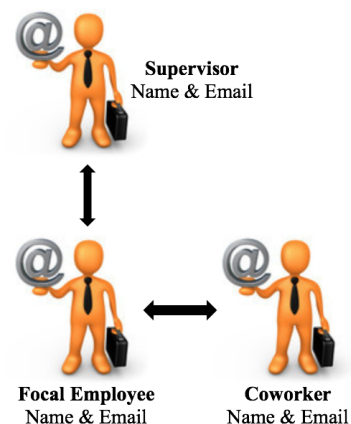 @
Supervisor
Name & Email
@
@
Focal Employee
Name & Email
Coworker
Name & Email